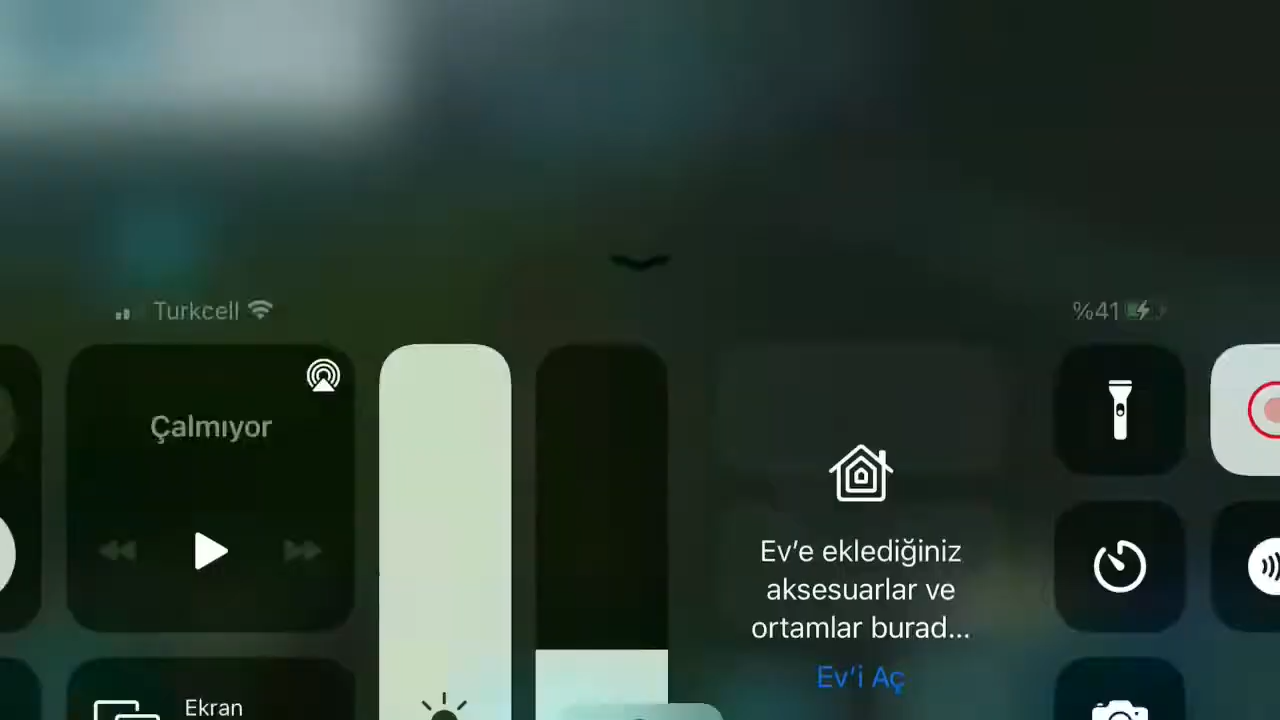 Turkcell
%41
Çalmıyor
Ev’e eklediğiniz
aksesuarlar ve
ortamlar burad...
Ev’i Aç
Ekran